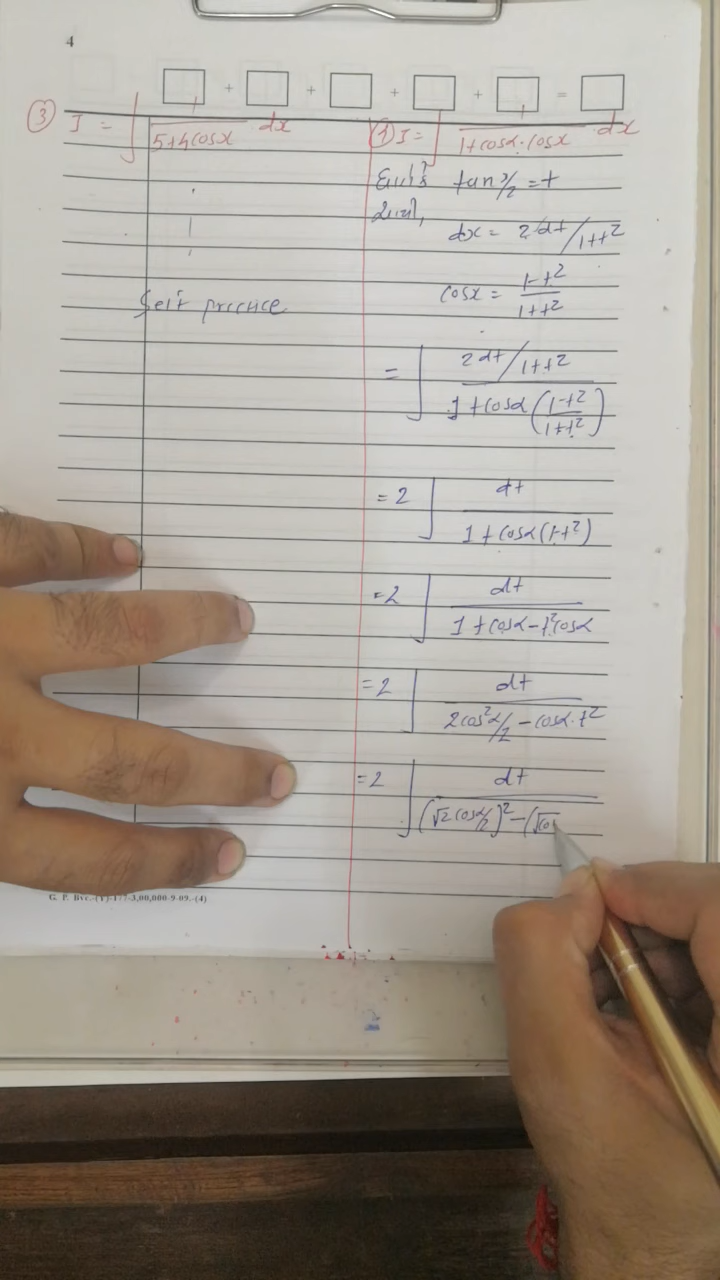 4
+ + + + =
③ I = ∫ 1/(5+4cosx) dx
Self practice
(1) I = ∫ 1/(1+cosα·cosx) dx
tan x/2 = t
dx = 2dt/1+t²
cosx = (1-t²)/(1+t²)
= ∫ (2dt/1+t²)/(1+cosα((1-t²)/(1+t²)))
= 2 ∫ dt/(1+cosα(1-t²))
= 2 ∫ dt/(1+cosα-t²cosα)
= 2 ∫ dt/(2cos²α/2 - cosα·t²)
= 2 ∫ dt/((√2 cosα/2)² - (√cos